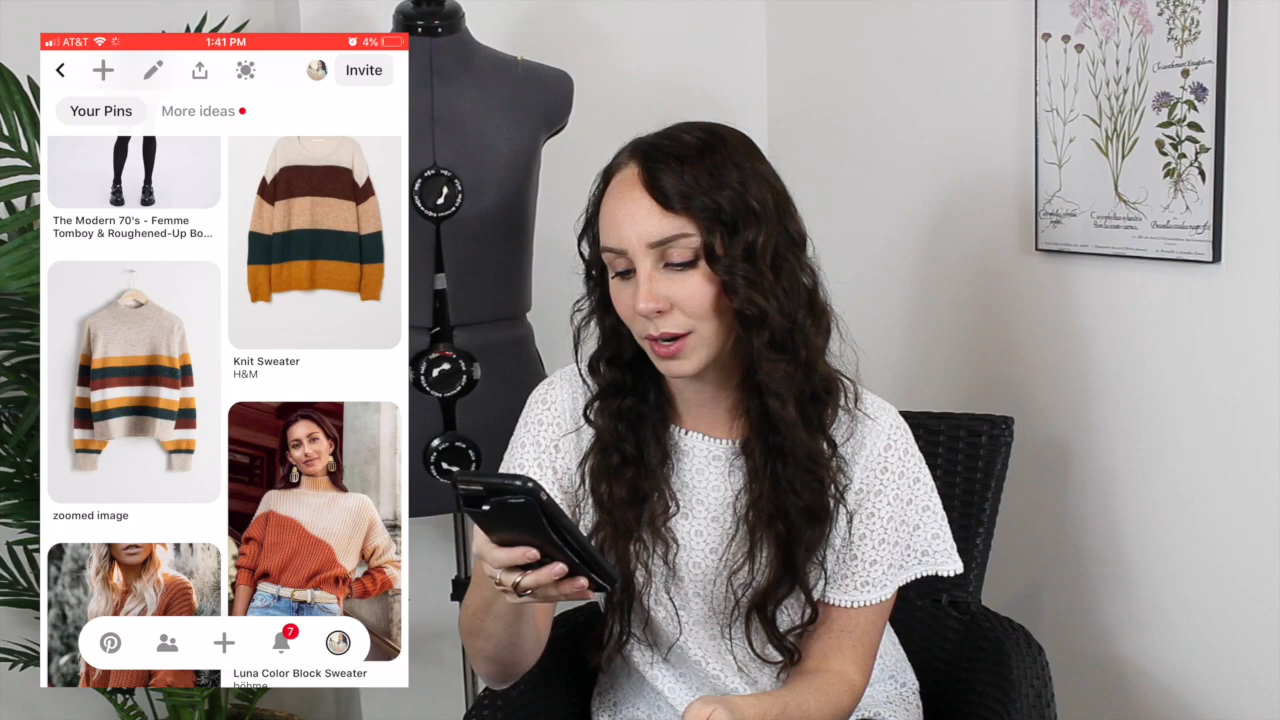 AT&T
1:41 PM
4%
Invite
Your Pins
More ideas
The Modern 70's - Femme
Tomboy & Roughened-Up Bo...
Knit Sweater
H&M
zoomed image
7
Luna Color Block Sweater
böhme